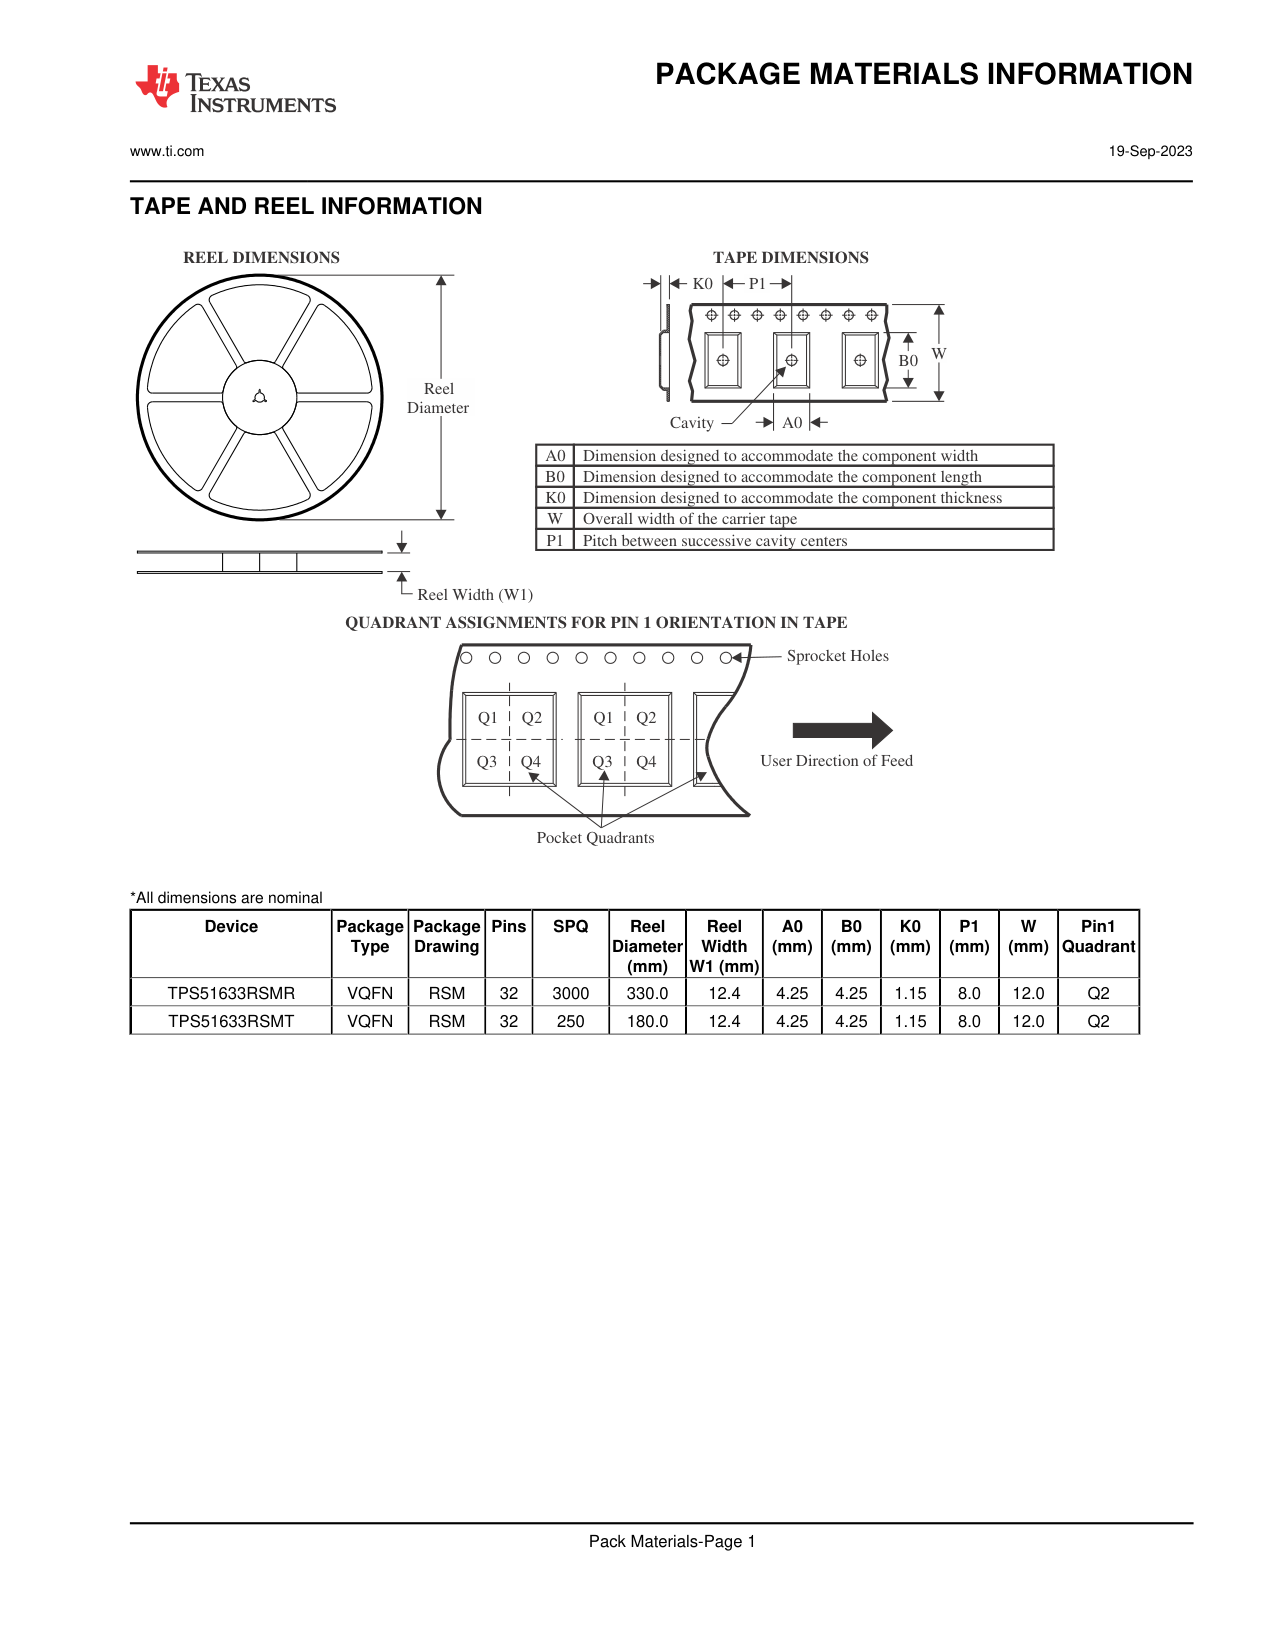 TEXAS
INSTRUMENTS
PACKAGE MATERIALS INFORMATION
www.ti.com
19-Sep-2023
TAPE AND REEL INFORMATION
REEL DIMENSIONS
Reel
Diameter
Reel Width (W1)
TAPE DIMENSIONS
K0 P1
B0 W
Cavity A0
A0 Dimension designed to accommodate the component width
B0 Dimension designed to accommodate the component length
K0 Dimension designed to accommodate the component thickness
W Overall width of the carrier tape
P1 Pitch between successive cavity centers
QUADRANT ASSIGNMENTS FOR PIN 1 ORIENTATION IN TAPE
Sprocket Holes
Q1 Q2 Q1 Q2
Q3 Q4 Q3 Q4
User Direction of Feed
Pocket Quadrants
*All dimensions are nominal
Device Package Type Package Drawing Pins SPQ Reel Diameter (mm) Reel Width W1 (mm) A0 (mm) B0 (mm) K0 (mm) P1 (mm) W (mm) Pin1 Quadrant
TPS51633RSMR VQFN RSM 32 3000 330.0 12.4 4.25 4.25 1.15 8.0 12.0 Q2
TPS51633RSMT VQFN RSM 32 250 180.0 12.4 4.25 4.25 1.15 8.0 12.0 Q2
Pack Materials-Page 1